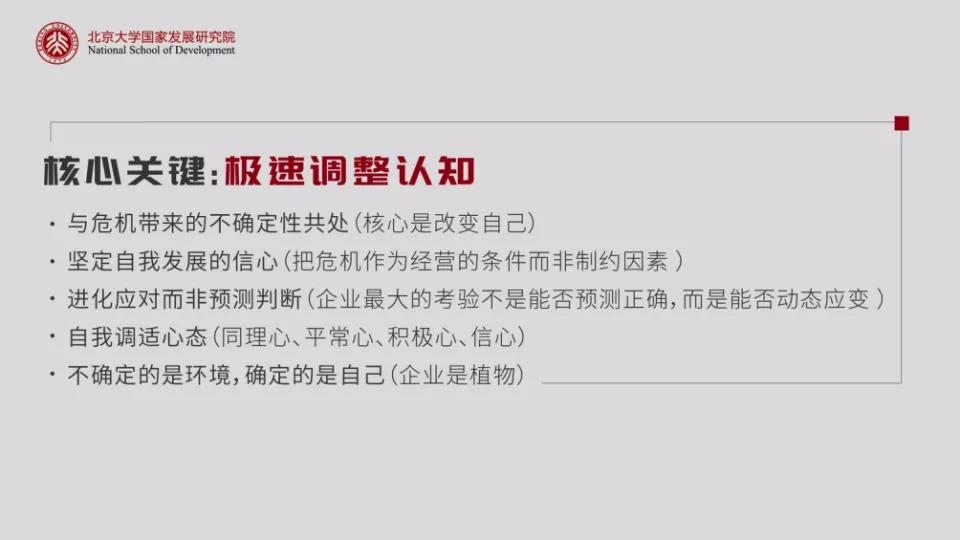 北京大学国家发展研究院
National School of Development
核心关键:极速调整认知
· 与危机带来的不确定性共处(核心是改变自己)
· 坚定自我发展的信心(把危机作为经营的条件而非制约因素 )
· 进化应对而非预测判断(企业最大的考验不是能否预测正确,而是能否动态应变 )
· 自我调适心态(同理心、平常心、积极心、信心)
· 不确定的是环境,确定的是自己(企业是植物)